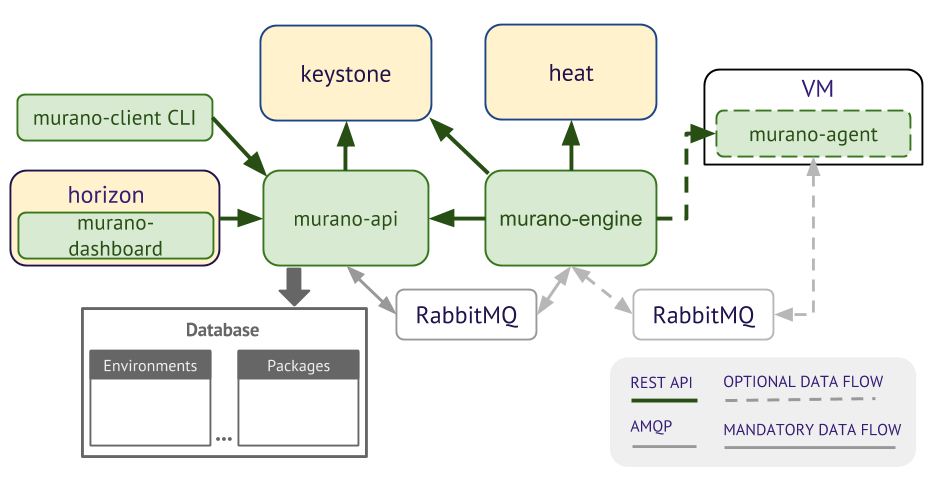 keystone
heat
VM
murano-client CLI
murano-agent
horizon
murano-
dashboard
murano-api
murano-engine
RabbitMQ
RabbitMQ
Database
Environments
Packages
...
REST API
OPTIONAL DATA FLOW
AMQP
MANDATORY DATA FLOW